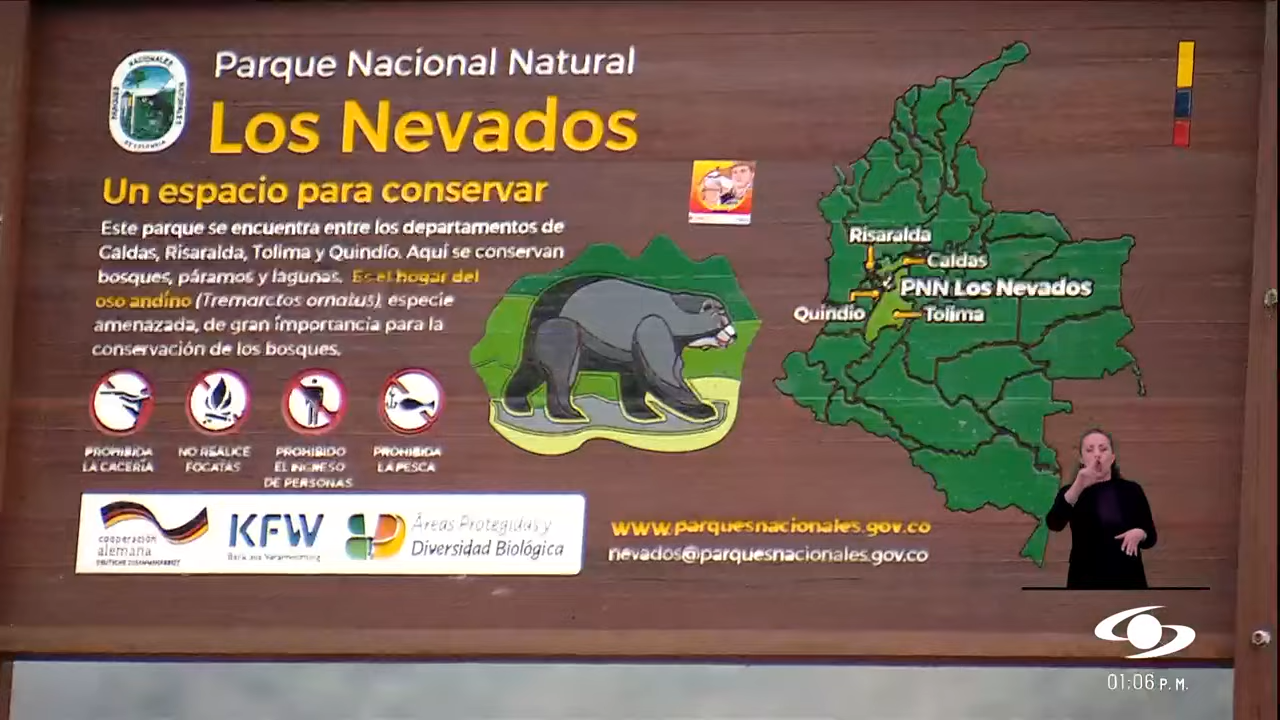 Parque Nacional Natural
Los Nevados
Un espacio para conservar
Este parque se encuentra entre los departamentos de
Caldas, Risaralda, Tolima y Quindío. Aquí se conservan
bosques, páramos y lagunas. Es el hogar del
oso andino (Tremarctos ornatus), especie
amenazada, de gran importancia para la
conservación de los bosques.
PROHIBIDA
LA CACERÍA
NO REALICE
FOGATAS
PROHIBIDO
EL INGRESO
DE PERSONAS
PROHIBIDA
LA PESCA
cooperación
alemana
DEUTSCHE ZUSAMMENARBEIT
KFW
Áreas Protegidas y
Diversidad Biológica
www.parquesnacionales.gov.co
nevados@parquesnacionales.gov.co
Risaralda
Caldas
PNN Los Nevados
Quindío
Tolima
01:06 P.M.